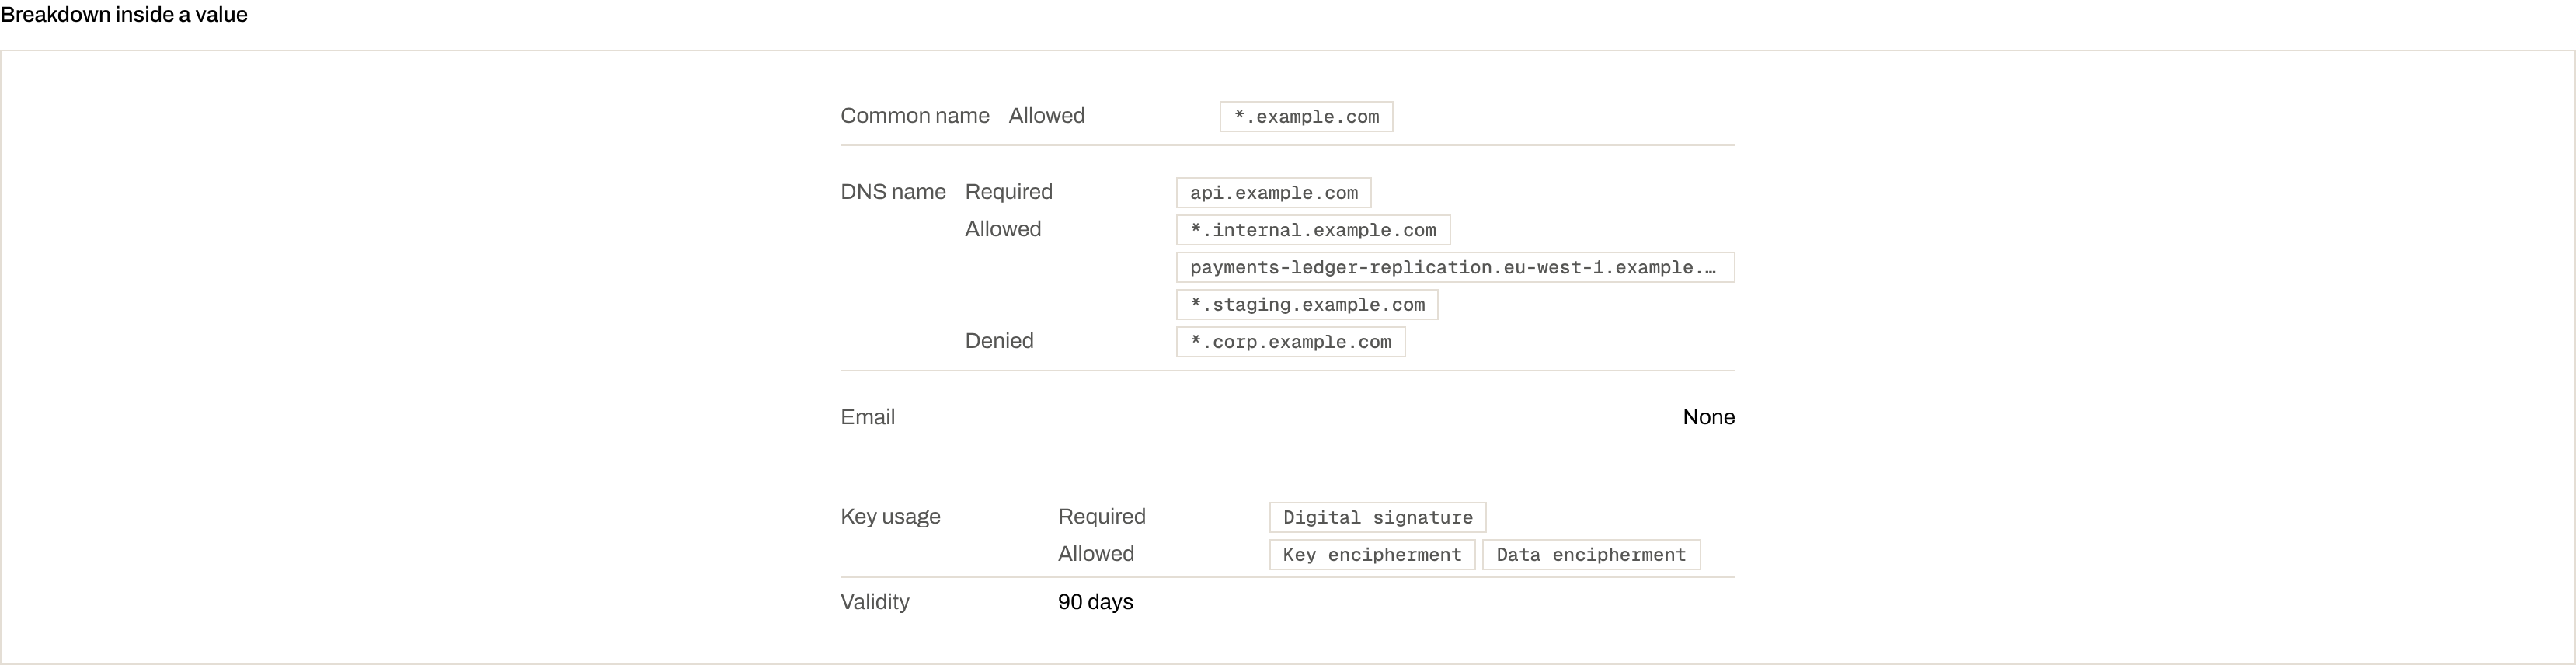 Breakdown inside a value
Common name Allowed *.example.com
DNS name Required api.example.com
Allowed *.internal.example.com
payments-ledger-replication.eu-west-1.example.…
*.staging.example.com
Denied *.corp.example.com
Email None
Key usage Required Digital signature
Allowed Key encipherment Data encipherment
Validity 90 days